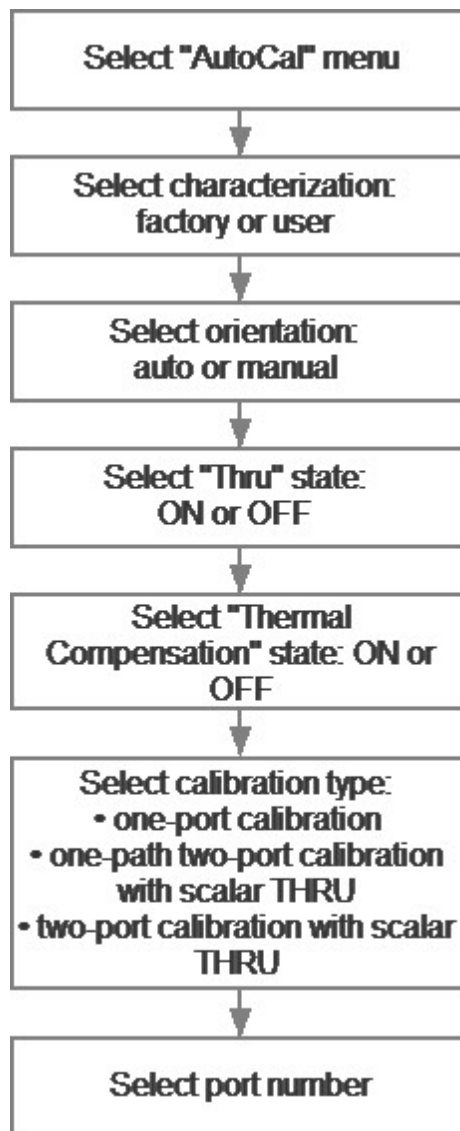 Select "AutoCal" menu
Select characterization:
factory or user
Select orientation:
auto or manual
Select "Thru" state:
ON or OFF
Select "Thermal
Compensation" state: ON or
OFF
Select calibration type:
• one-port calibration
• one-path two-port calibration
with scalar THRU
• two-port calibration with scalar
THRU
Select port number